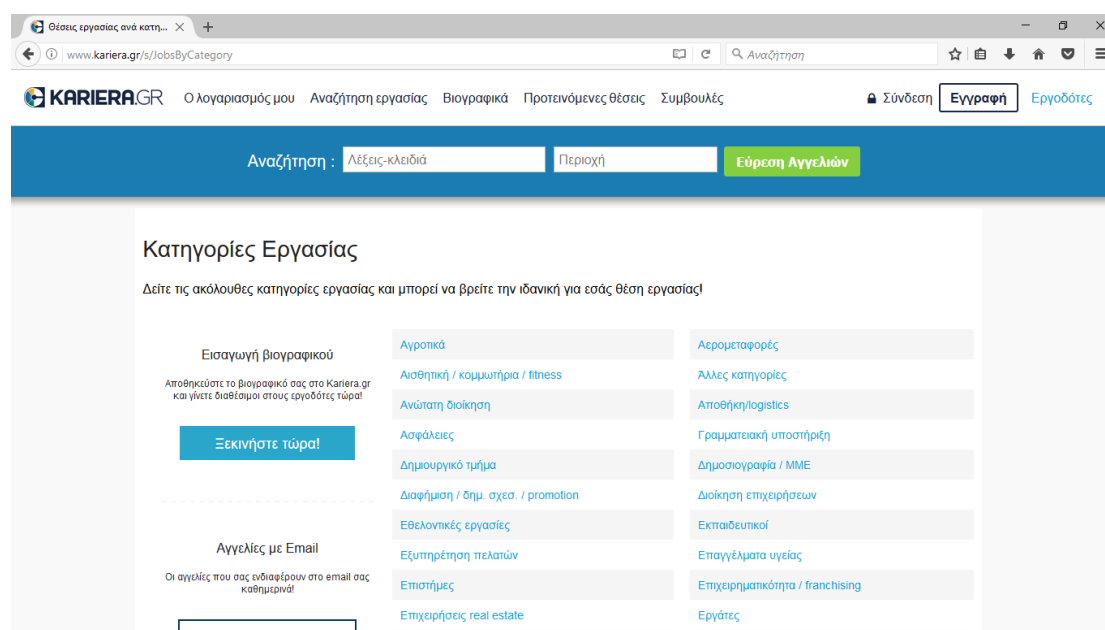 Θέσεις εργασίας ανά κατη...
www.kariera.gr/s/JobsByCategory
Αναζήτηση
KARIERA.GR Ο λογαριασμός μου Αναζήτηση εργασίας Βιογραφικά Προτεινόμενες θέσεις Συμβουλές Σύνδεση Εγγραφή Εργοδότες
Αναζήτηση : Λέξεις-κλειδιά Περιοχή Εύρεση Αγγελιών
Κατηγορίες Εργασίας
Δείτε τις ακόλουθες κατηγορίες εργασίας και μπορεί να βρείτε την ιδανική για εσάς θέση εργασίας!
Εισαγωγή βιογραφικού
Αποθηκεύστε το βιογραφικό σας στο Kariera.gr
και γίνετε διαθέσιμοι στους εργοδότες τώρα!
Ξεκινήστε τώρα!
Αγγελίες με Email
Οι αγγελίες που σας ενδιαφέρουν στο email σας
καθημερινά!
Αγροτικά Αερομεταφορές
Αισθητική / κομμωτήρια / fitness Άλλες κατηγορίες
Ανώτατη διοίκηση Αποθήκη/logistics
Ασφάλειες Γραμματειακή υποστήριξη
Δημιουργικό τμήμα Δημοσιογραφία / ΜΜΕ
Διαφήμιση / δημ. σχεσ. / promotion Διοίκηση επιχειρήσεων
Εθελοντικές εργασίες Εκπαιδευτικοί
Εξυπηρέτηση πελατών Επαγγέλματα υγείας
Επιστήμες Επιχειρηματικότητα / franchising
Επιχειρήσεις real estate Εργάτες